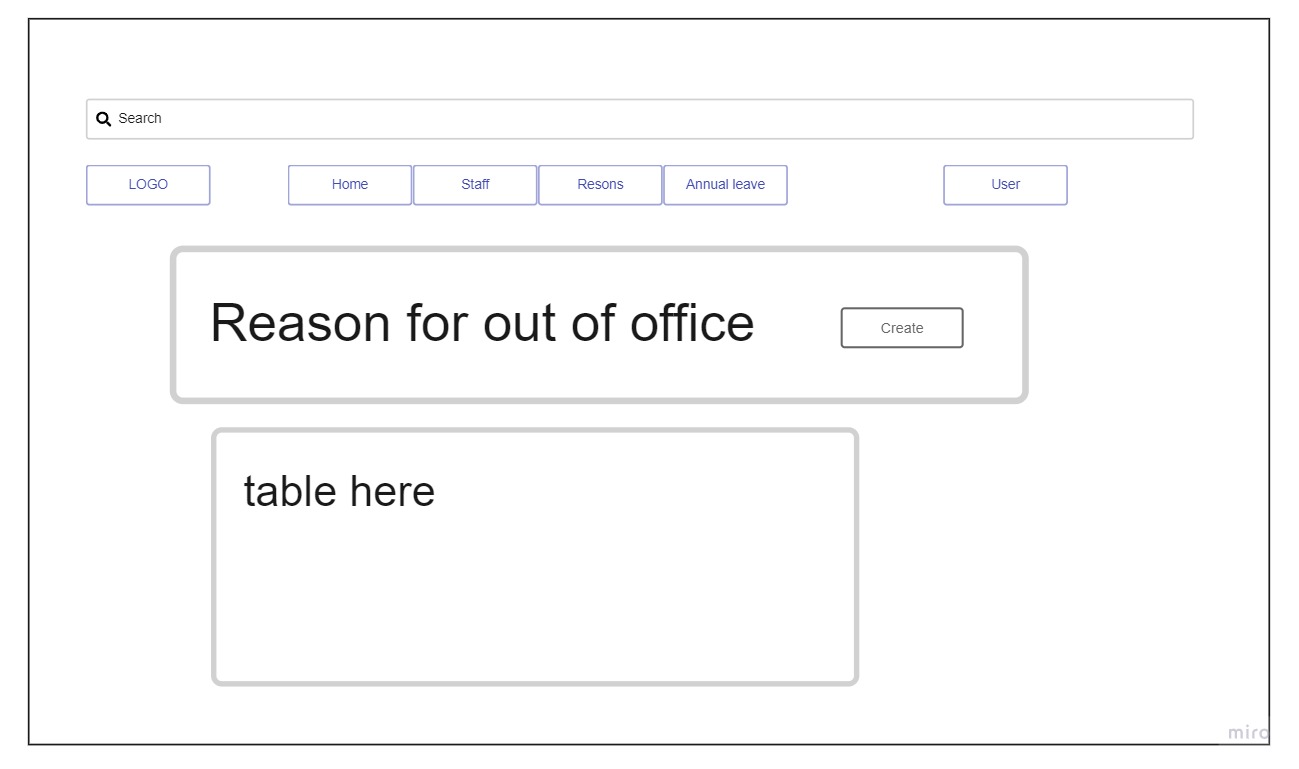 Search
LOGO
Home
Staff
Resons
Annual leave
User
Reason for out of office
Create
table here
miro